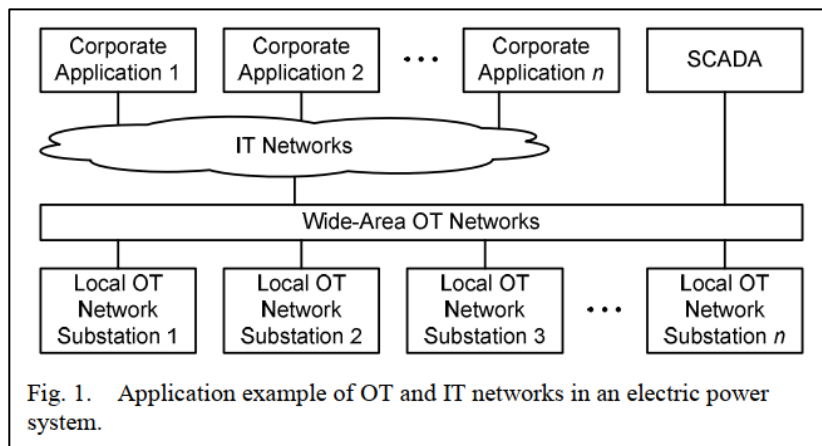 Corporate
Application 1
Corporate
Application 2
...
Corporate
Application n
SCADA
IT Networks
Wide-Area OT Networks
Local OT
Network
Substation 1
Local OT
Network
Substation 2
Local OT
Network
Substation 3
...
Local OT
Network
Substation n
Fig. 1. Application example of OT and IT networks in an electric power
system.